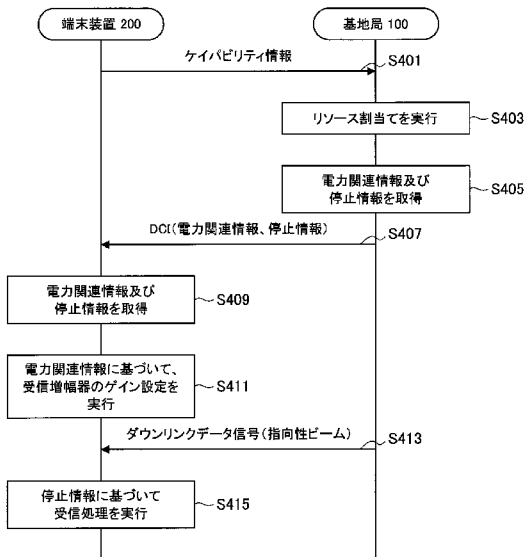 端末装置 200
基地局 100
ケイパビリティ情報
S401
リソース割当てを実行
S403
電力関連情報及び
停止情報を取得
S405
DCI(電力関連情報、停止情報)
S407
電力関連情報及び
停止情報を取得
S409
電力関連情報に基づいて、
受信増幅器のゲイン設定を
実行
S411
ダウンリンクデータ信号(指向性ビーム)
S413
停止情報に基づいて
受信処理を実行
S415